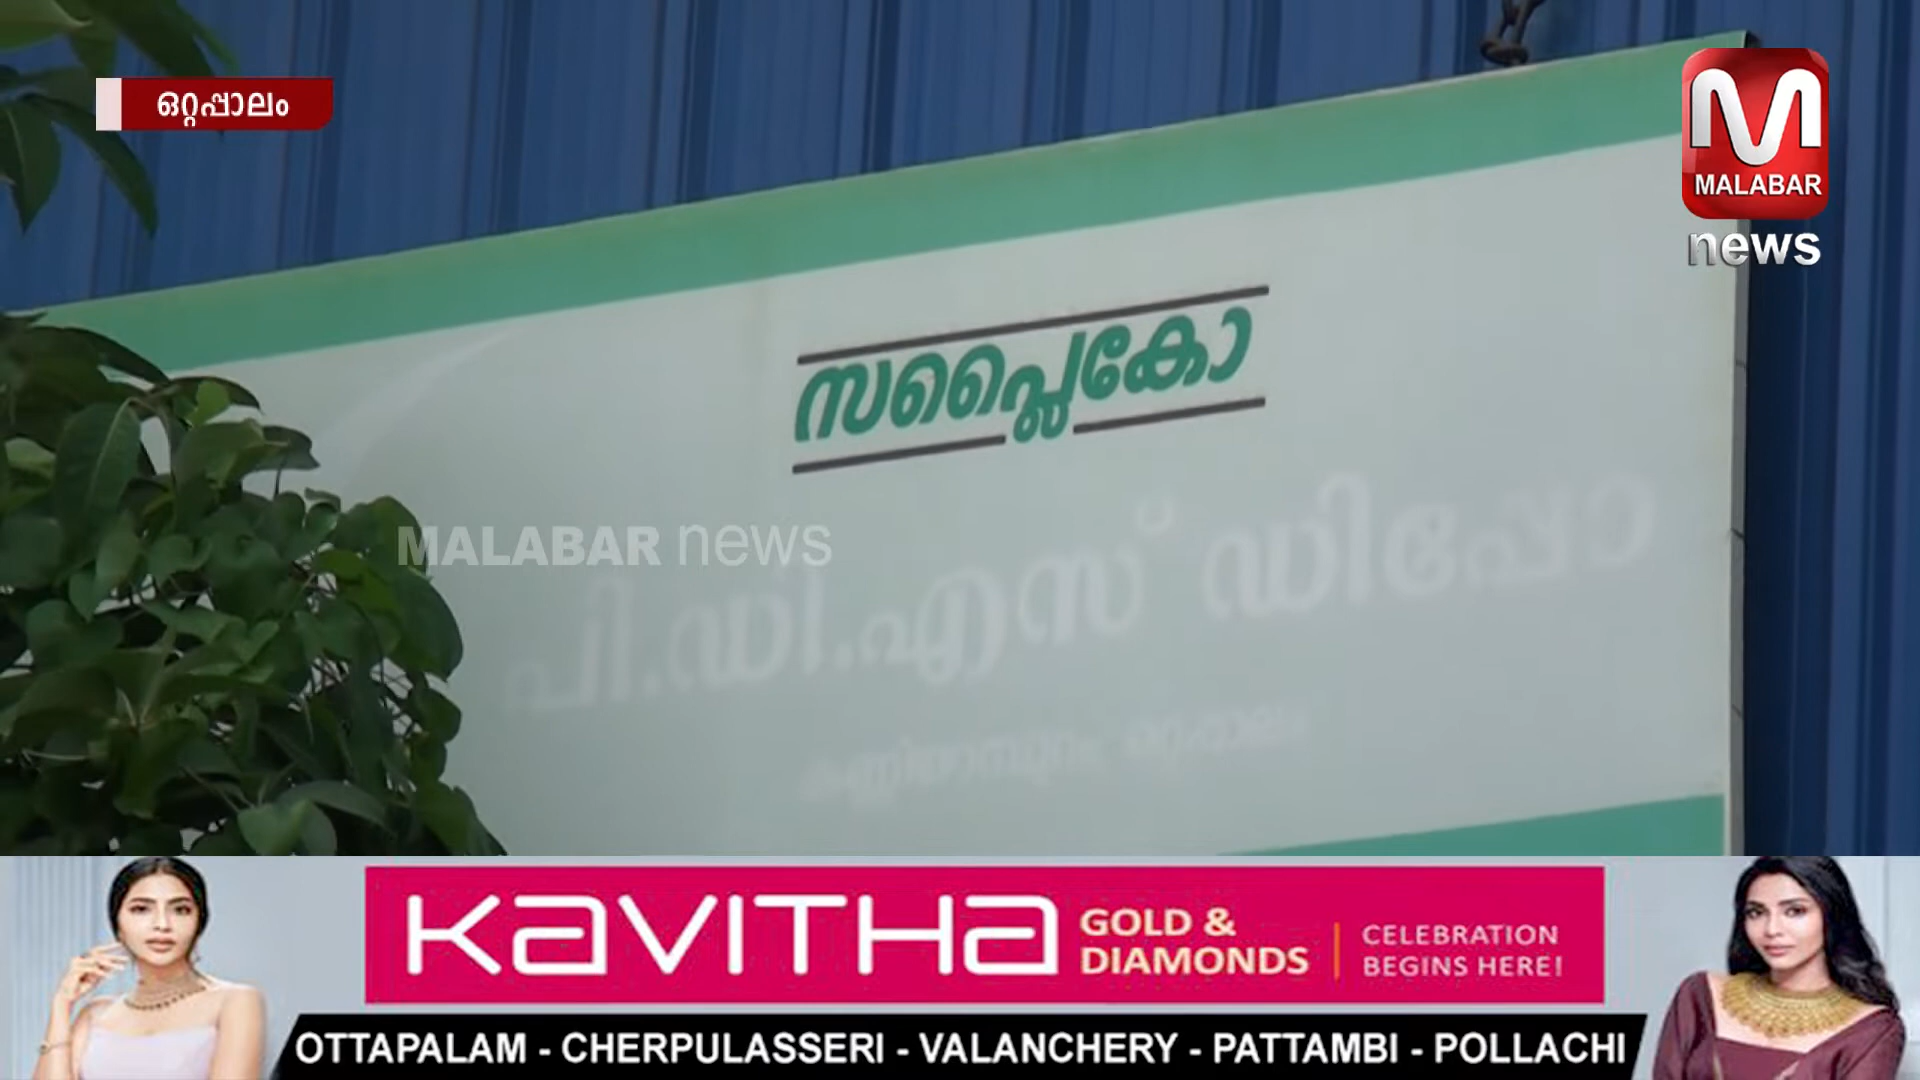 ഒറ്റപ്പാലം
M
MALABAR
news
സപ്ലൈകോ
MALABAR news
പി.ഡി.എസ് ഡിപ്പോ
KAVITHA
GOLD &
DIAMONDS
CELEBRATION
BEGINS HERE!
OTTAPALAM - CHERPULASSERI - VALANCHERY - PATTAMBI - POLLACHI